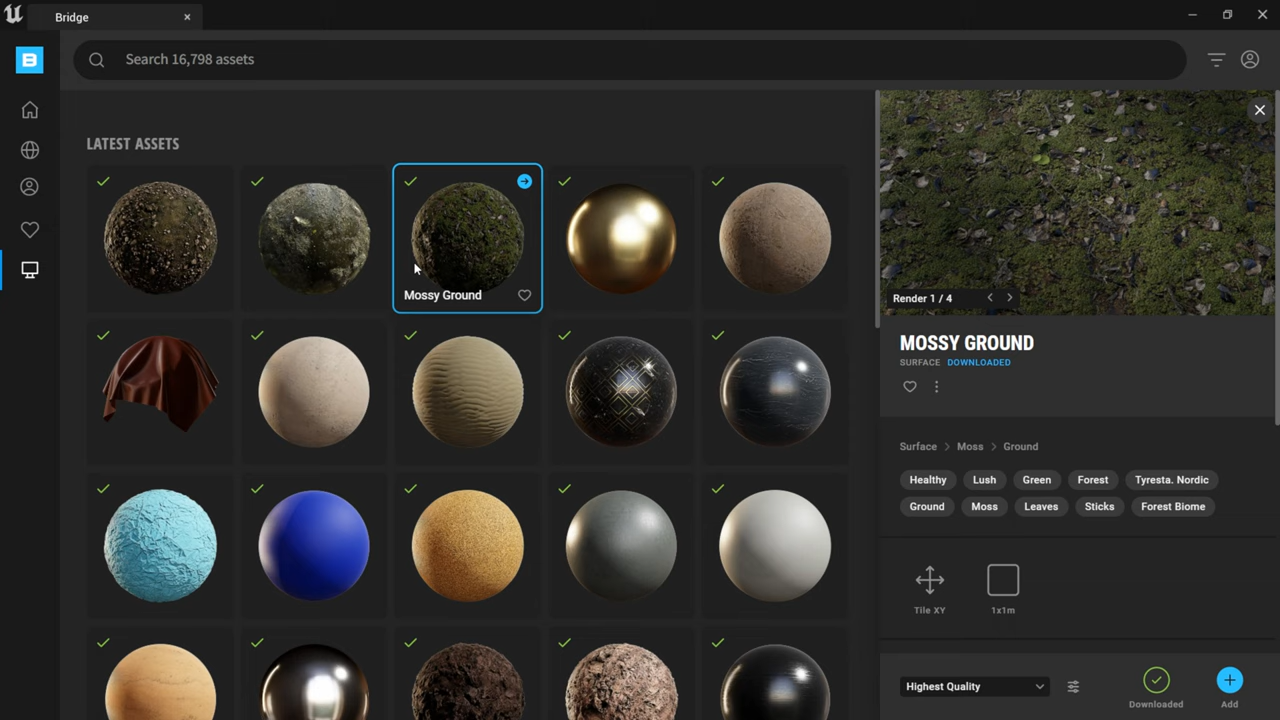 Bridge
Search 16,798 assets
LATEST ASSETS
Mossy Ground
Render 1 / 4
MOSSY GROUND
SURFACE DOWNLOADED
Surface > Moss > Ground
Healthy Lush Green Forest Tyresta. Nordic
Ground Moss Leaves Sticks Forest Biome
Tile XY 1x1m
Highest Quality
Downloaded Add